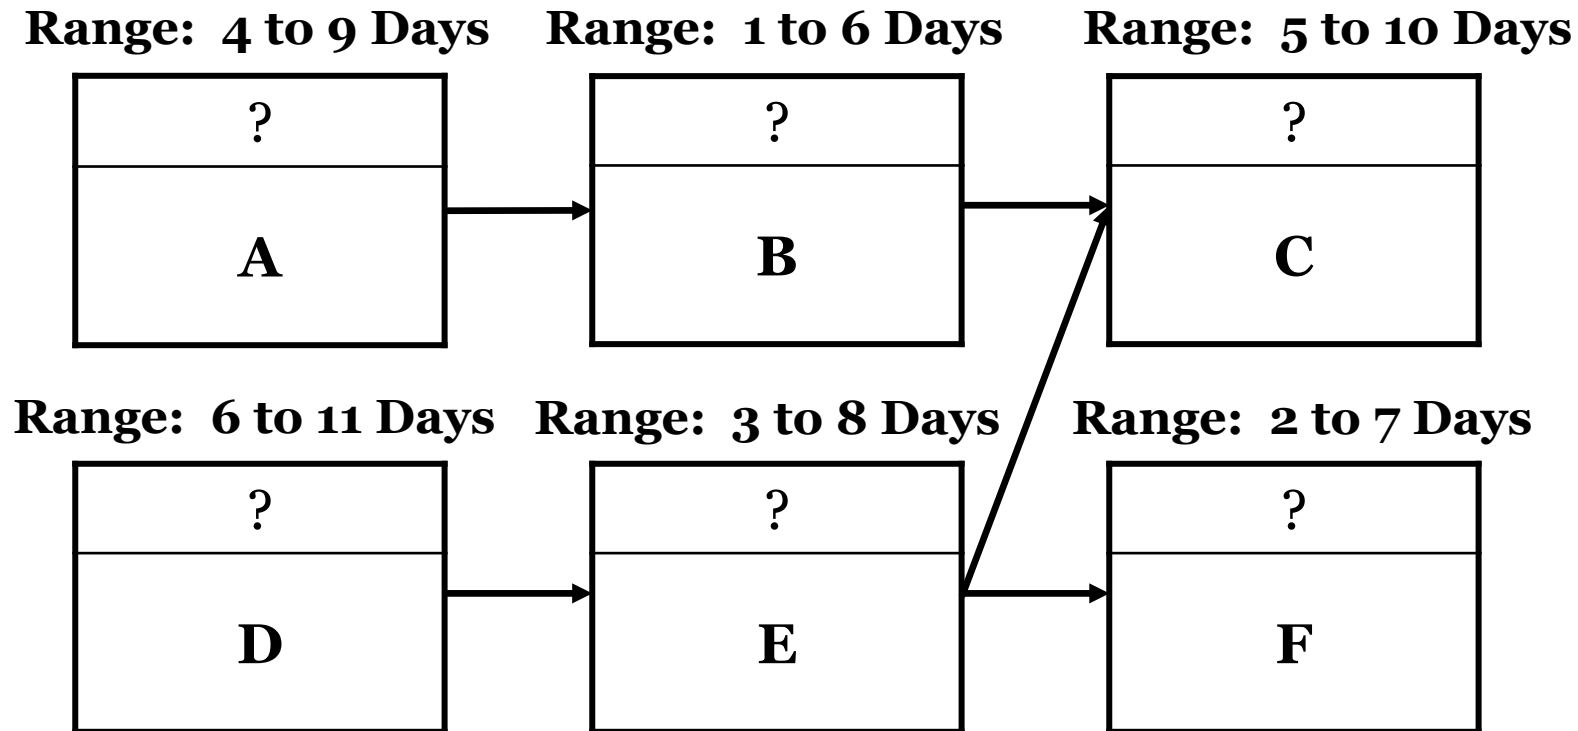 Range: 4 to 9 Days Range: 1 to 6 Days Range: 5 to 10 Days
? ? ?
A B C
Range: 6 to 11 Days Range: 3 to 8 Days Range: 2 to 7 Days
? ? ?
D E F